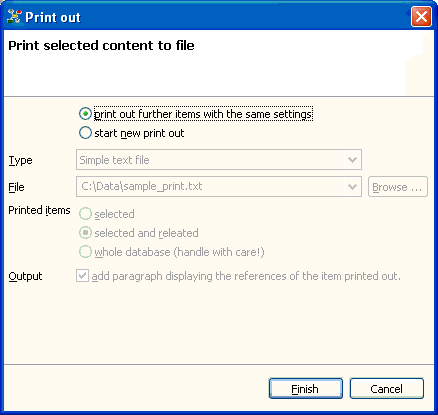 Print out
Print selected content to file
print out further items with the same settings
start new print out
Type Simple text file
File C:\Data\sample_print.txt Browse ...
Printed items selected
selected and releated
whole database (handle with care!)
Output add paragraph displaying the references of the item printed out.
Finish Cancel